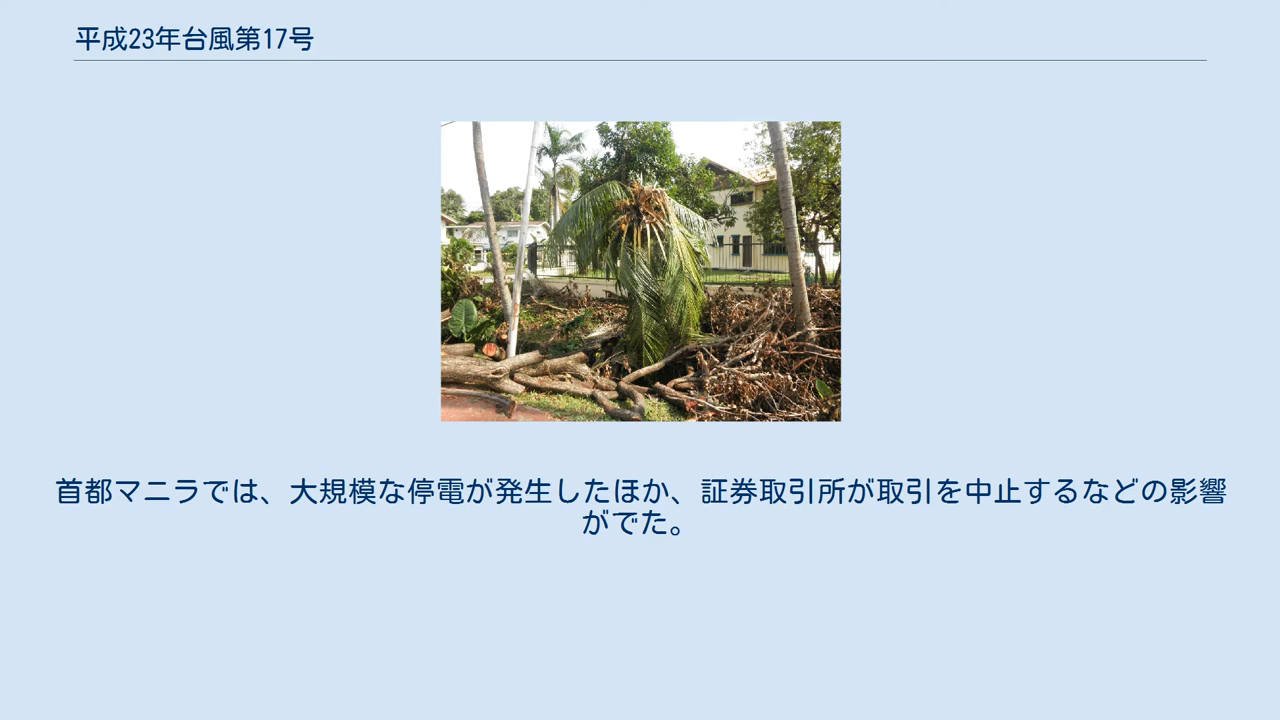 平成23年台風第17号
首都マニラでは、大規模な停電が発生したほか、証券取引所が取引を中止するなどの影響
がでた。